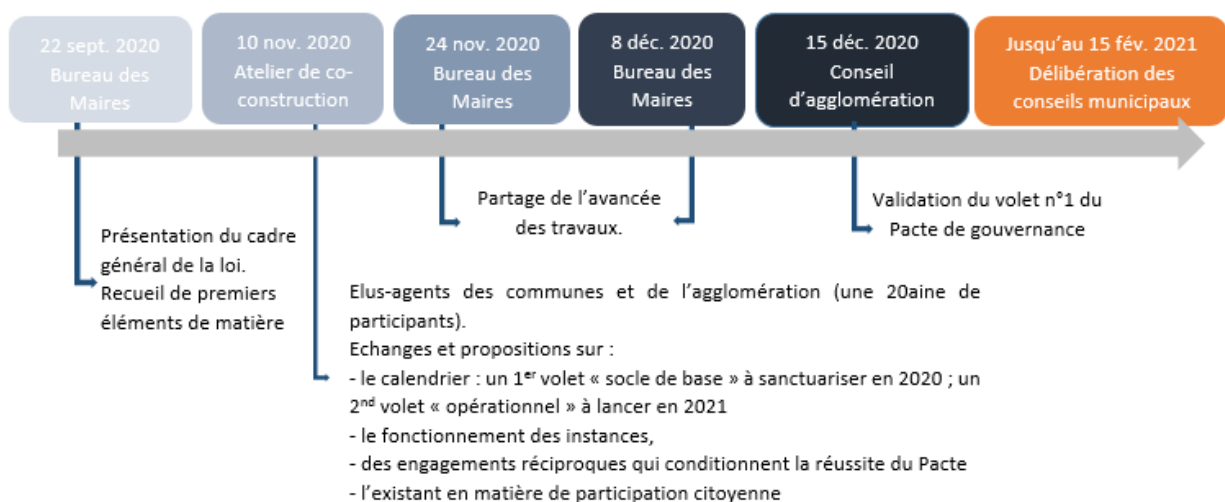 22 sept. 2020
Bureau des
Maires
10 nov. 2020
Atelier de co-
construction
24 nov. 2020
Bureau des
Maires
8 déc. 2020
Bureau des
Maires
15 déc. 2020
Conseil
d’agglomération
Jusqu’au 15 fév. 2021
Délibération des
conseils municipaux
Présentation du cadre
général de la loi.
Recueil de premiers
éléments de matière
Partage de l’avancée
des travaux.
Validation du volet n°1 du
Pacte de gouvernance
Elus-agents des communes et de l’agglomération (une 20aine de
participants).
Echanges et propositions sur :
- le calendrier : un 1er volet « socle de base » à sanctuariser en 2020 ; un
2nd volet « opérationnel » à lancer en 2021
- le fonctionnement des instances,
- des engagements réciproques qui conditionnent la réussite du Pacte
- l’existant en matière de participation citoyenne